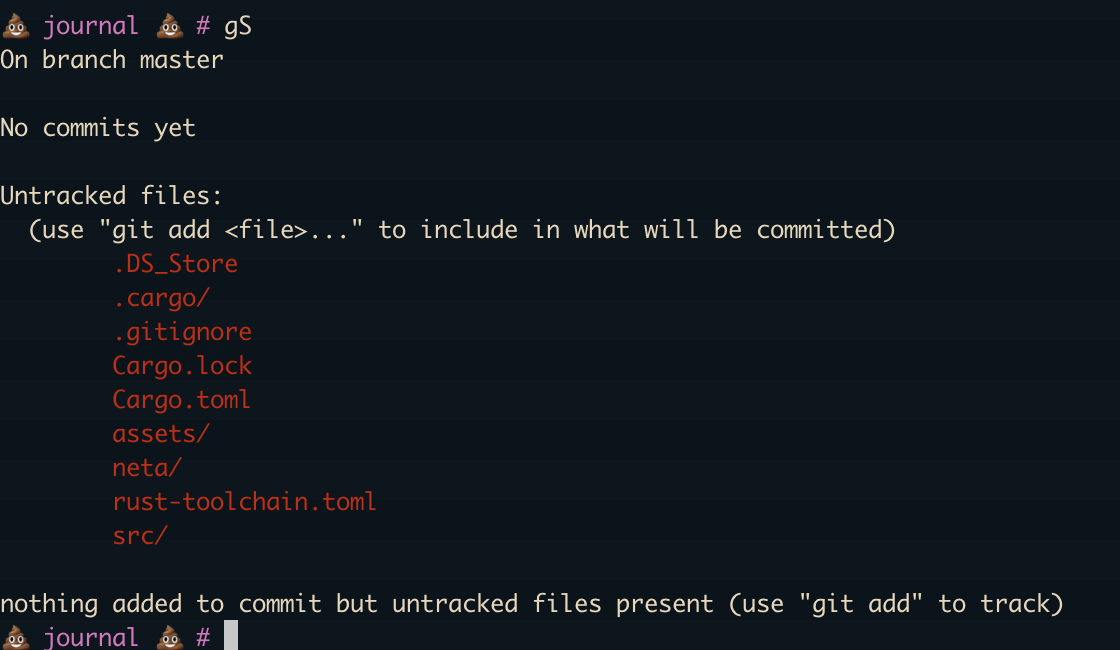 💩 journal 💩 # gS
On branch master
No commits yet
Untracked files:
  (use "git add <file>..." to include in what will be committed)
        .DS_Store
        .cargo/
        .gitignore
        Cargo.lock
        Cargo.toml
        assets/
        neta/
        rust-toolchain.toml
        src/
nothing added to commit but untracked files present (use "git add" to track)
💩 journal 💩 #